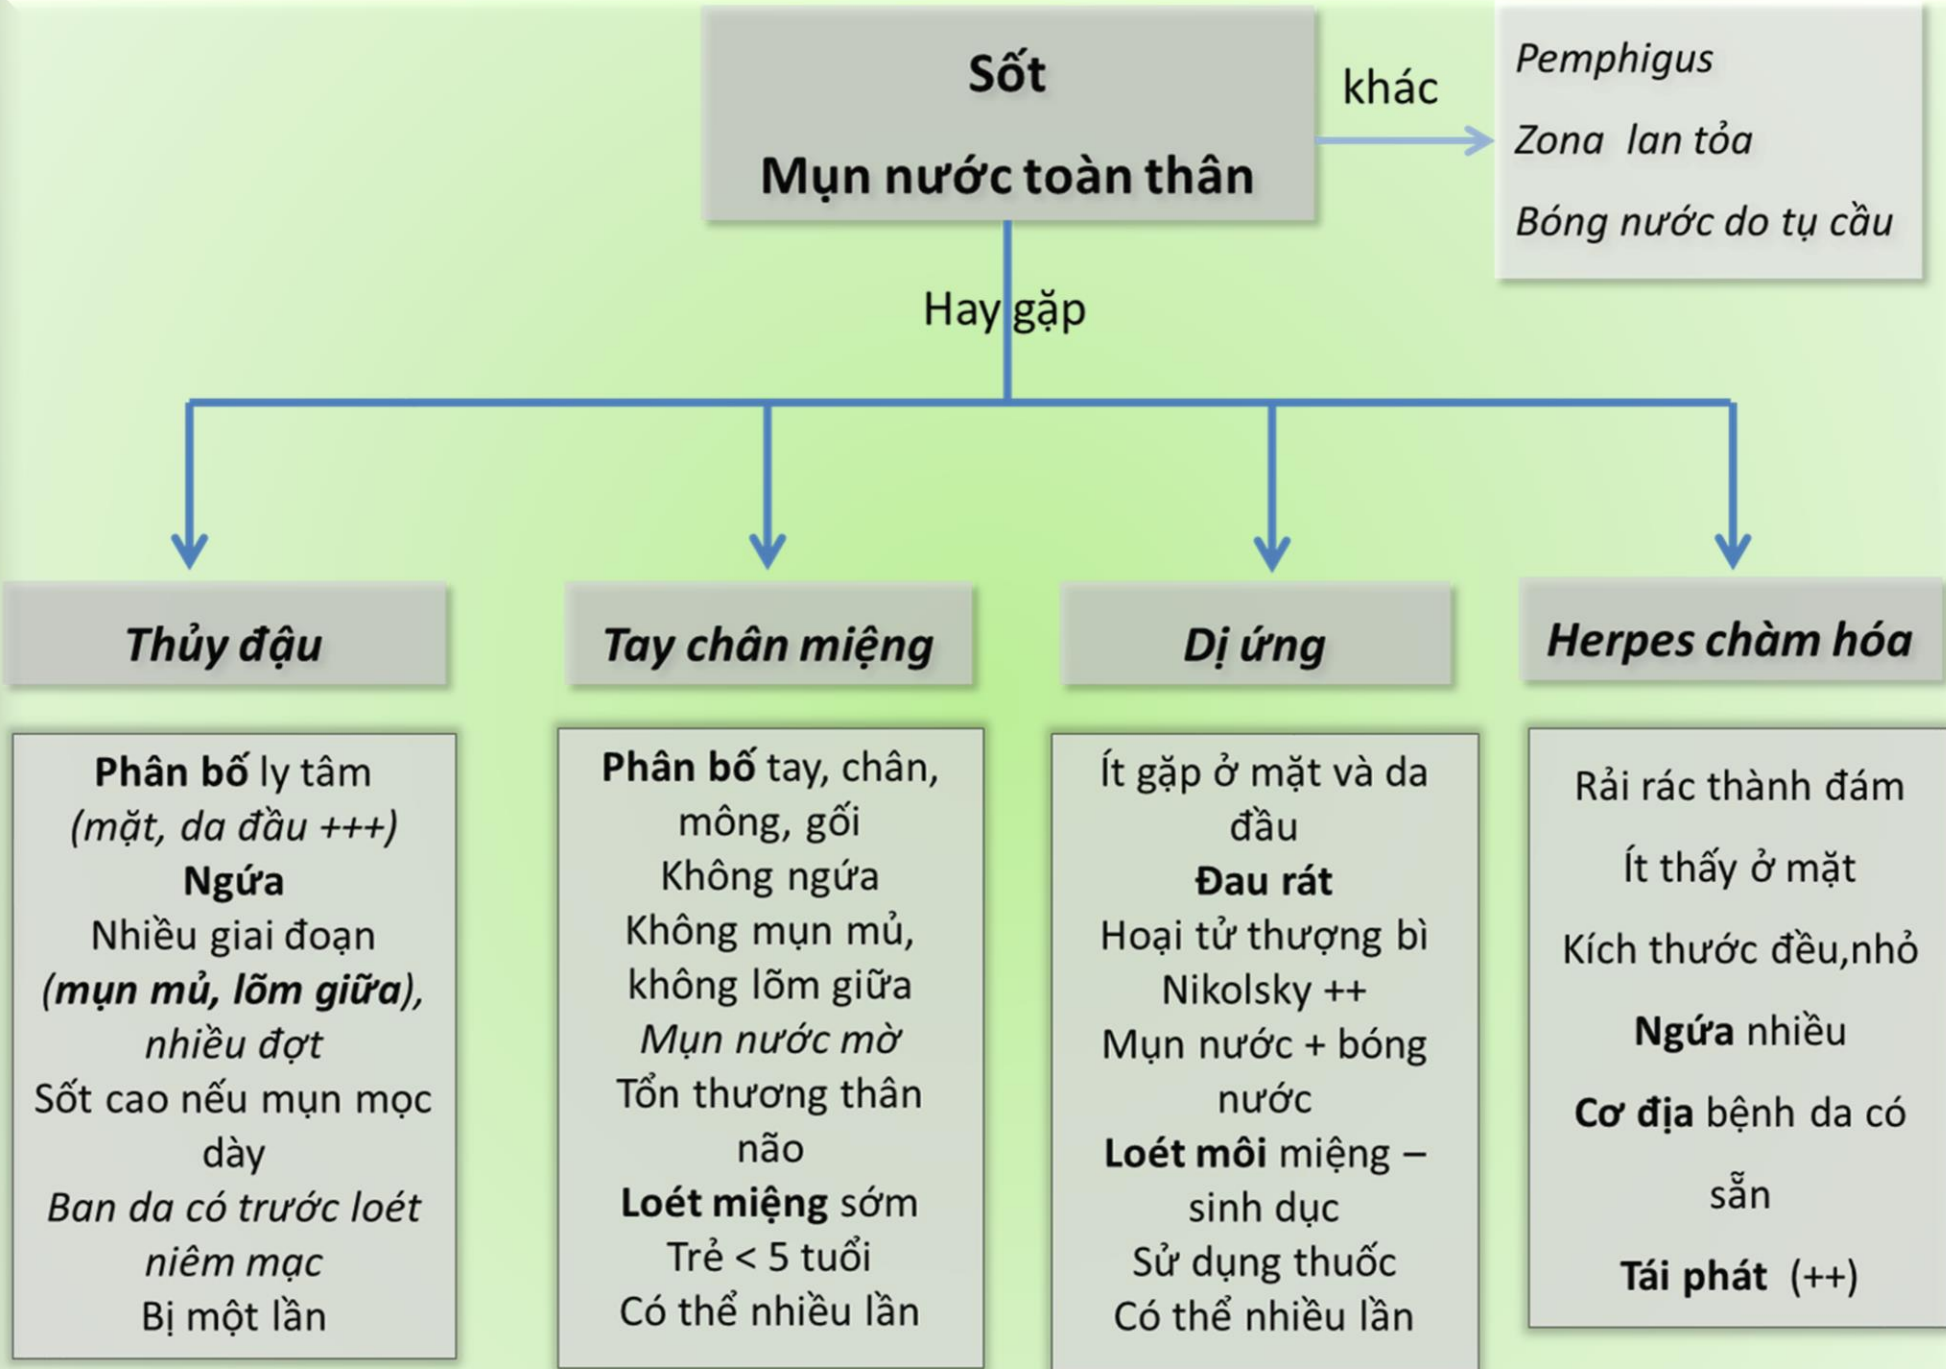 Sốt
Mụn nước toàn thân
khác
Pemphigus
Zona lan tỏa
Bóng nước do tụ cầu
Hay gặp
Thủy đậu
Phân bố ly tâm
(mặt, da đầu +++)
Ngứa
Nhiều giai đoạn
(mụn mủ, lõm giữa),
nhiều đợt
Sốt cao nếu mụn mọc
dày
Ban da có trước loét
niêm mạc
Bị một lần
Tay chân miệng
Phân bố tay, chân,
mông, gối
Không ngứa
Không mụn mủ,
không lõm giữa
Mụn nước mờ
Tổn thương thân
não
Loét miệng sớm
Trẻ < 5 tuổi
Có thể nhiều lần
Dị ứng
Ít gặp ở mặt và da
đầu
Đau rát
Hoại tử thượng bì
Nikolsky ++
Mụn nước + bóng
nước
Loét môi miệng –
sinh dục
Sử dụng thuốc
Có thể nhiều lần
Herpes chàm hóa
Rải rác thành đám
Ít thấy ở mặt
Kích thước đều,nhỏ
Ngứa nhiều
Cơ địa bệnh da có
sẵn
Tái phát (++)